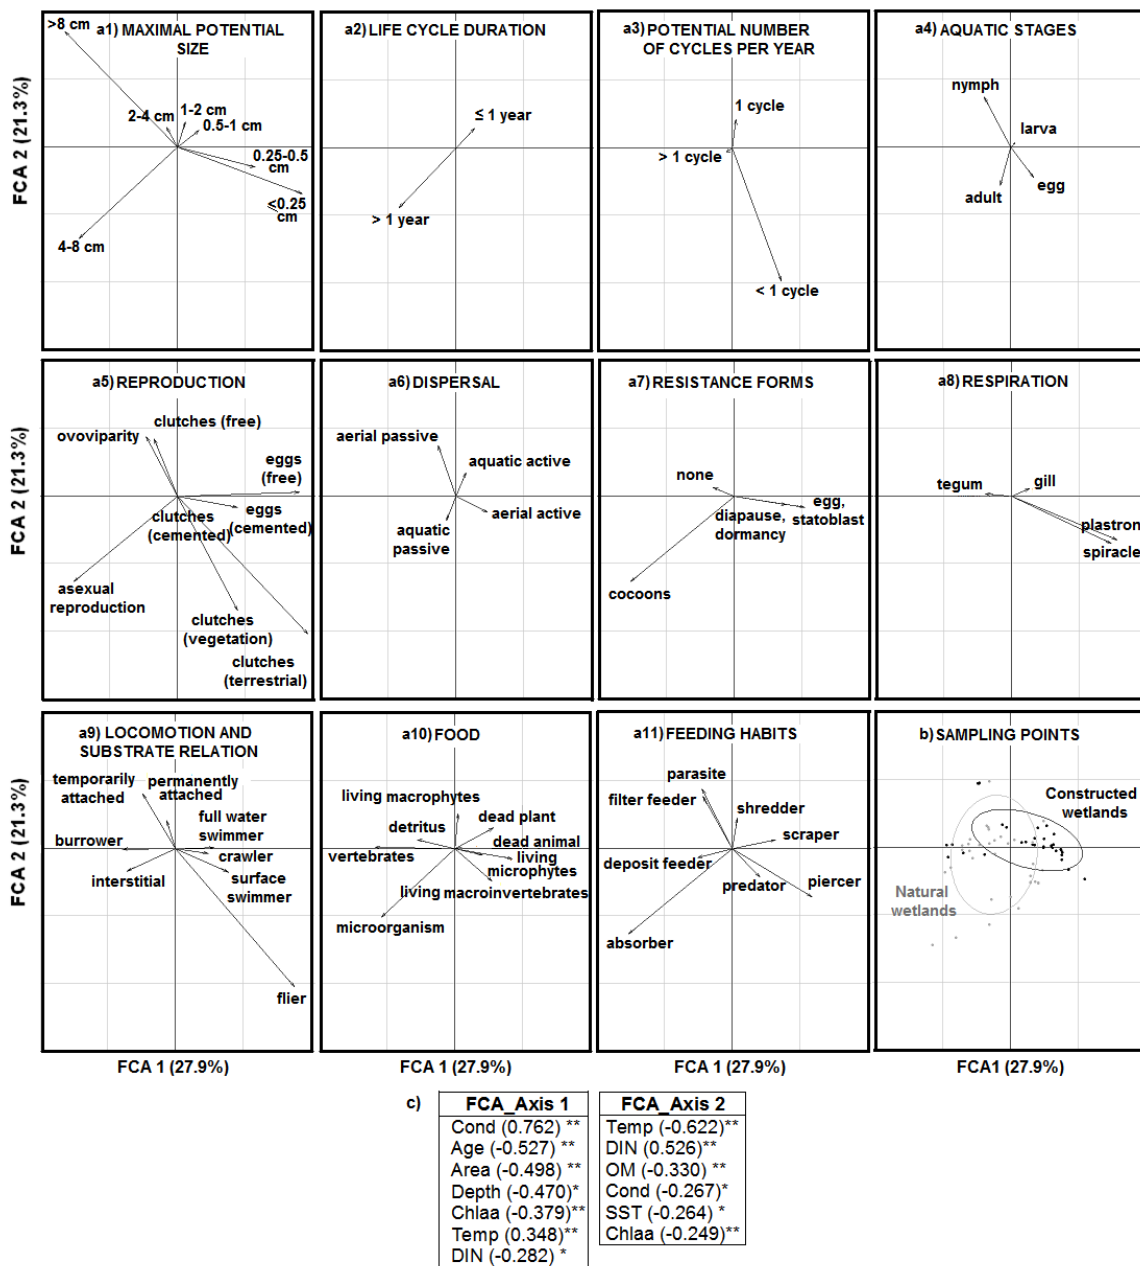 a1) MAXIMAL POTENTIAL
SIZE
>8 cm
2-4 cm
1-2 cm
0.5-1 cm
0.25-0.5
cm
≤0.25
cm
4-8 cm
FCA 2 (21.3%)
a2) LIFE CYCLE DURATION
≤ 1 year
> 1 year
a3) POTENTIAL NUMBER
OF CYCLES PER YEAR
1 cycle
> 1 cycle
< 1 cycle
a4) AQUATIC STAGES
nymph
larva
adult
egg
a5) REPRODUCTION
clutches (free)
ovoviparity
eggs
(free)
eggs
(cemented)
clutches
(cemented)
asexual
reproduction
clutches
(vegetation)
clutches
(terrestrial)
FCA 2 (21.3%)
a6) DISPERSAL
aerial passive
aquatic active
aerial active
aquatic
passive
a7) RESISTANCE FORMS
none
egg,
statoblast
diapause,
dormancy
cocoons
a8) RESPIRATION
tegum
gill
plastron
spiracle
a9) LOCOMOTION AND
SUBSTRATE RELATION
temporarily
attached
permanently
attached
full water
swimmer
burrower
crawler
interstitial
surface
swimmer
flier
FCA 2 (21.3%)
FCA 1 (27.9%)
a10) FOOD
living macrophytes
dead plant
detritus
dead animal
vertebrates
living
microphytes
living macroinvertebrates
microorganism
FCA 1 (27.9%)
a11) FEEDING HABITS
parasite
filter feeder
shredder
scraper
deposit feeder
predator
piercer
absorber
FCA 1 (27.9%)
b) SAMPLING POINTS
Constructed
wetlands
Natural
wetlands
FCA1 (27.9%)
c)
FCA_Axis 1
Cond (0.762) **
Age (-0.527) **
Area (-0.498) **
Depth (-0.470)*
Chlaa (-0.379)**
Temp (0.348)**
DIN (-0.282) *
FCA_Axis 2
Temp (-0.622)**
DIN (0.526)**
OM (-0.330) **
Cond (-0.267)*
SST (-0.264) *
Chlaa (-0.249)**